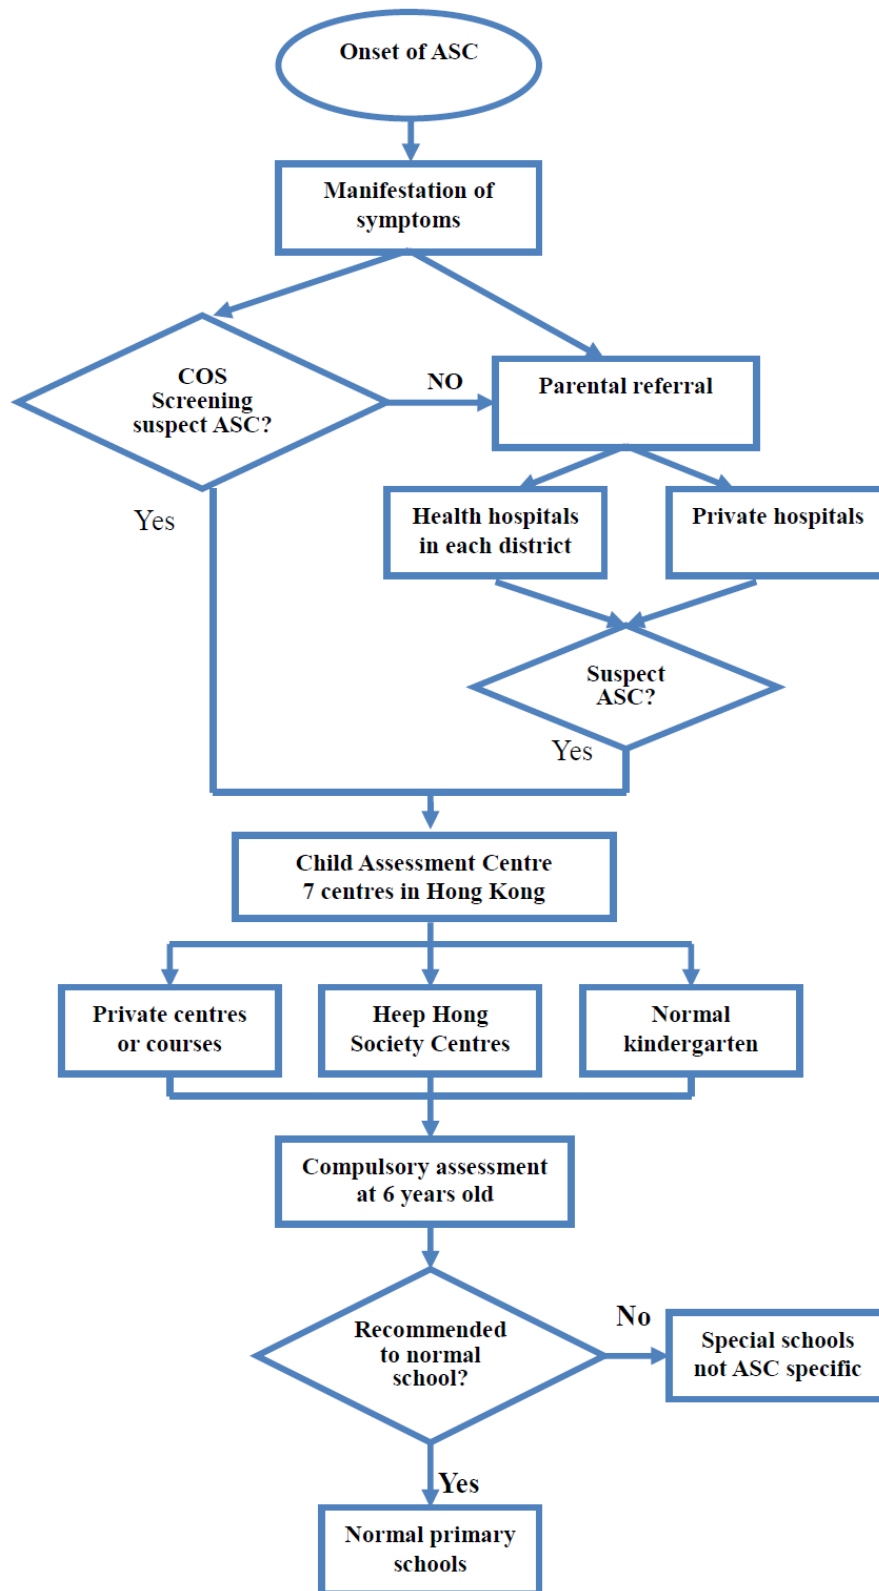 Onset of ASC
Manifestation of
symptoms
COS
Screening
suspect ASC?
NO
Parental referral
Yes
Health hospitals
in each district
Private hospitals
Suspect
ASC?
Yes
Child Assessment Centre
7 centres in Hong Kong
Private centres
or courses
Heep Hong
Society Centres
Normal
kindergarten
Compulsory assessment
at 6 years old
Recommended
to normal
school?
No
Special schools
not ASC specific
Yes
Normal primary
schools